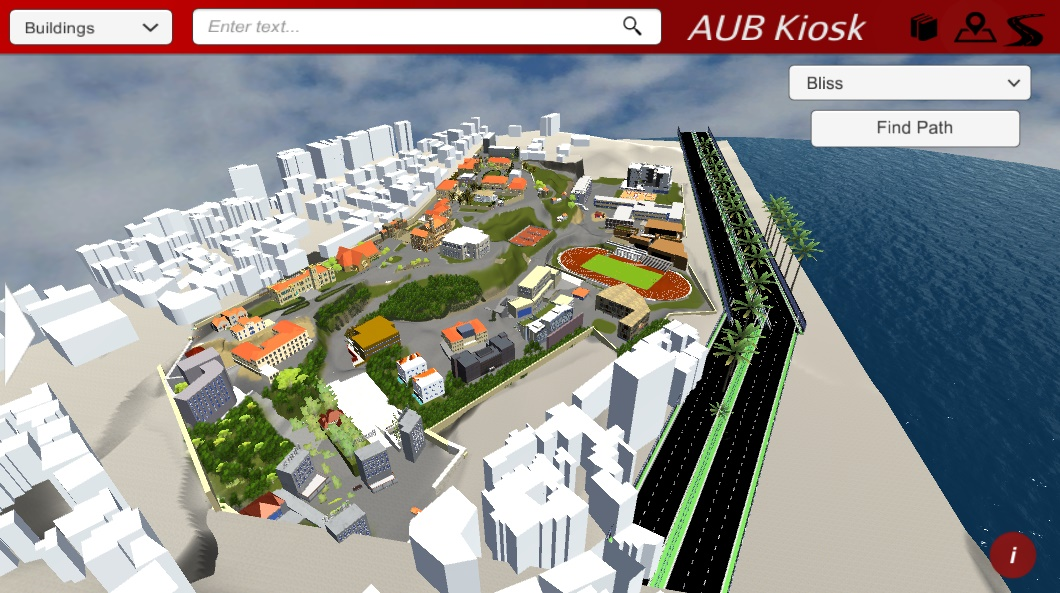 Buildings
Enter text...
AUB Kiosk
Bliss
Find Path
i